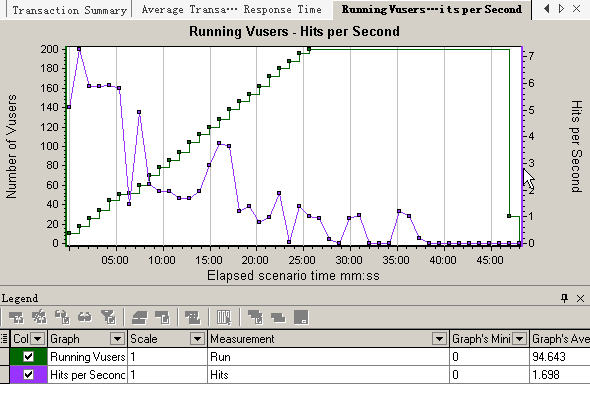 Transaction Summary
Average Transa⋯ Response Time
Running Vusers⋯its per Second
Running Vusers - Hits per Second
Number of Vusers
200
180
160
140
120
100
80
60
40
20
0
7
6
5
4
3
2
1
0
Hits per Second
05:00 10:00 15:00 20:00 25:00 30:00 35:00 40:00 45:00
Elapsed scenario time mm:ss
Legend
Col Graph Scale Measurement Graph's Mini Graph's Ave
Running Vusers 1 Run 0 94.643
Hits per Second 1 Hits 0 1.698